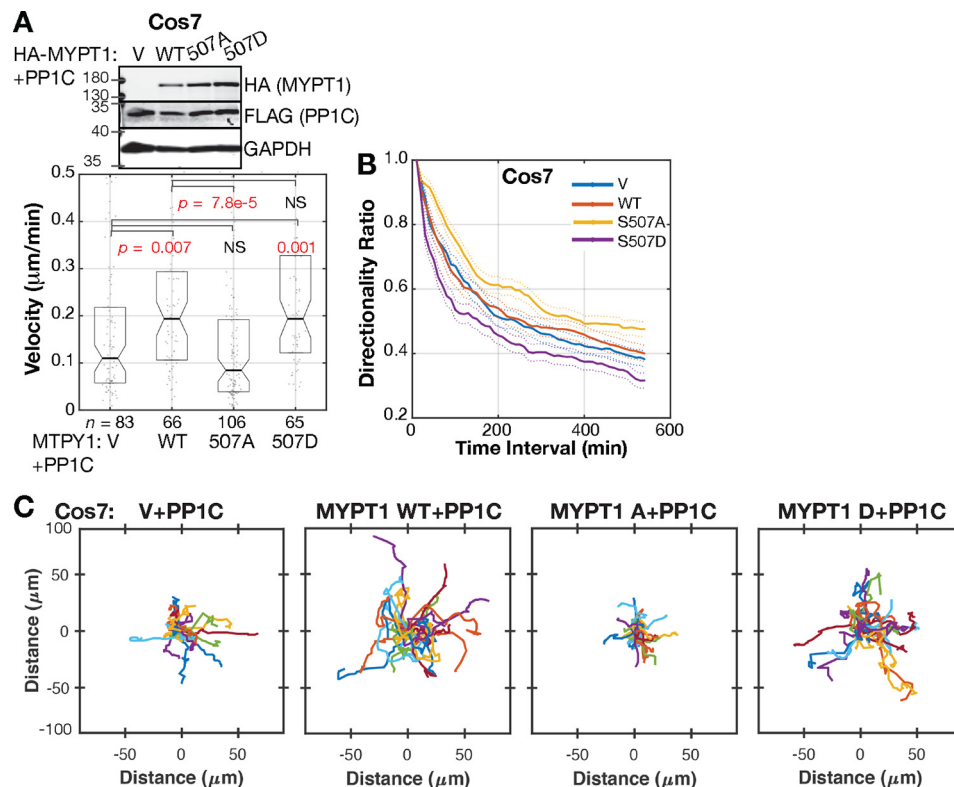 A
Cos7
HA-MYPT1: V WT 507A 507D
+PP1C
180
130
HA (MYPT1)
35
FLAG (PP1C)
40
35
GAPDH
0.5
0.4
0.3
0.2
0.1
0
Velocity (μm/min)
NS
p = 7.8e-5
p = 0.007 NS 0.001
n = 83 66 106 65
MTPY1: V WT 507A 507D
+PP1C
B
Cos7
V
WT
S507A
S507D
1.0
0.8
0.6
0.4
0.2
Directionality Ratio
0 200 400 600
Time Interval (min)
C
Cos7: V+PP1C MYPT1 WT+PP1C MYPT1 A+PP1C MYPT1 D+PP1C
100
50
0
-50
-100
Distance (μm)
-50 0 50 -50 0 50 -50 0 50 -50 0 50
Distance (μm) Distance (μm) Distance (μm) Distance (μm)